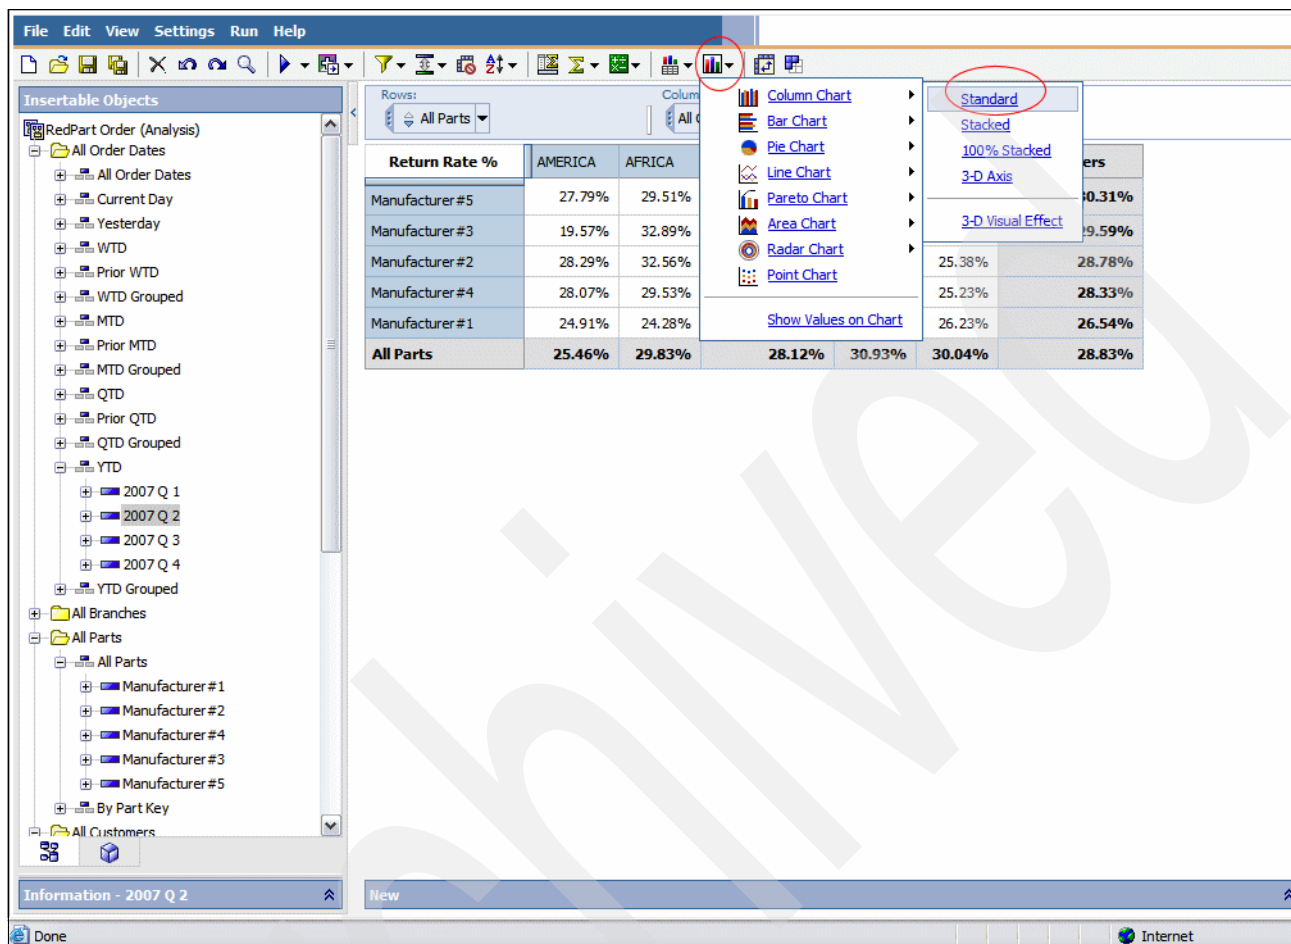 File Edit View Settings Run Help
Insertable Objects
RedPart Order (Analysis)
All Order Dates
All Order Dates
Current Day
Yesterday
WTD
Prior WTD
WTD Grouped
MTD
Prior MTD
MTD Grouped
QTD
Prior QTD
QTD Grouped
YTD
2007 Q 1
2007 Q 2
2007 Q 3
2007 Q 4
YTD Grouped
All Branches
All Parts
All Parts
Manufacturer#1
Manufacturer#2
Manufacturer#4
Manufacturer#3
Manufacturer#5
By Part Key
All Customers
Information - 2007 Q 2
Rows: Colum
All Parts All
Return Rate % AMERICA AFRICA ers
Manufacturer#5 27.79% 29.51% 30.31%
Manufacturer#3 19.57% 32.89% 29.59%
Manufacturer#2 28.29% 32.56% 25.38% 28.78%
Manufacturer#4 28.07% 29.53% 25.23% 28.33%
Manufacturer#1 24.91% 24.28% 26.23% 26.54%
All Parts 25.46% 29.83% 28.12% 30.93% 30.04% 28.83%
Column Chart
Bar Chart
Pie Chart
Line Chart
Pareto Chart
Area Chart
Radar Chart
Point Chart
Show Values on Chart
Standard
Stacked
100% Stacked
3-D Axis
3-D Visual Effect
New
Done Internet